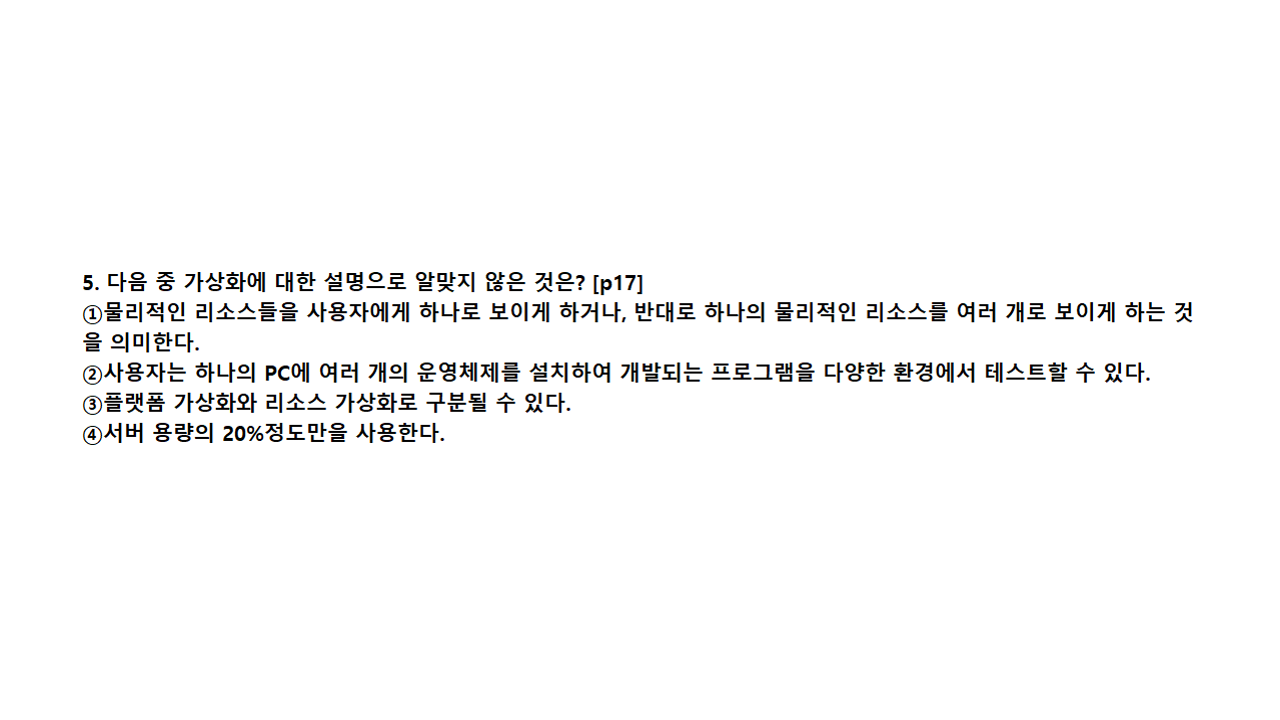 5. 다음 중 가상화에 대한 설명으로 알맞지 않은 것은? [p17]
①물리적인 리소스들을 사용자에게 하나로 보이게 하거나, 반대로 하나의 물리적인 리소스를 여러 개로 보이게 하는 것
을 의미한다.
②사용자는 하나의 PC에 여러 개의 운영체제를 설치하여 개발되는 프로그램을 다양한 환경에서 테스트할 수 있다.
③플랫폼 가상화와 리소스 가상화로 구분될 수 있다.
④서버 용량의 20%정도만을 사용한다.